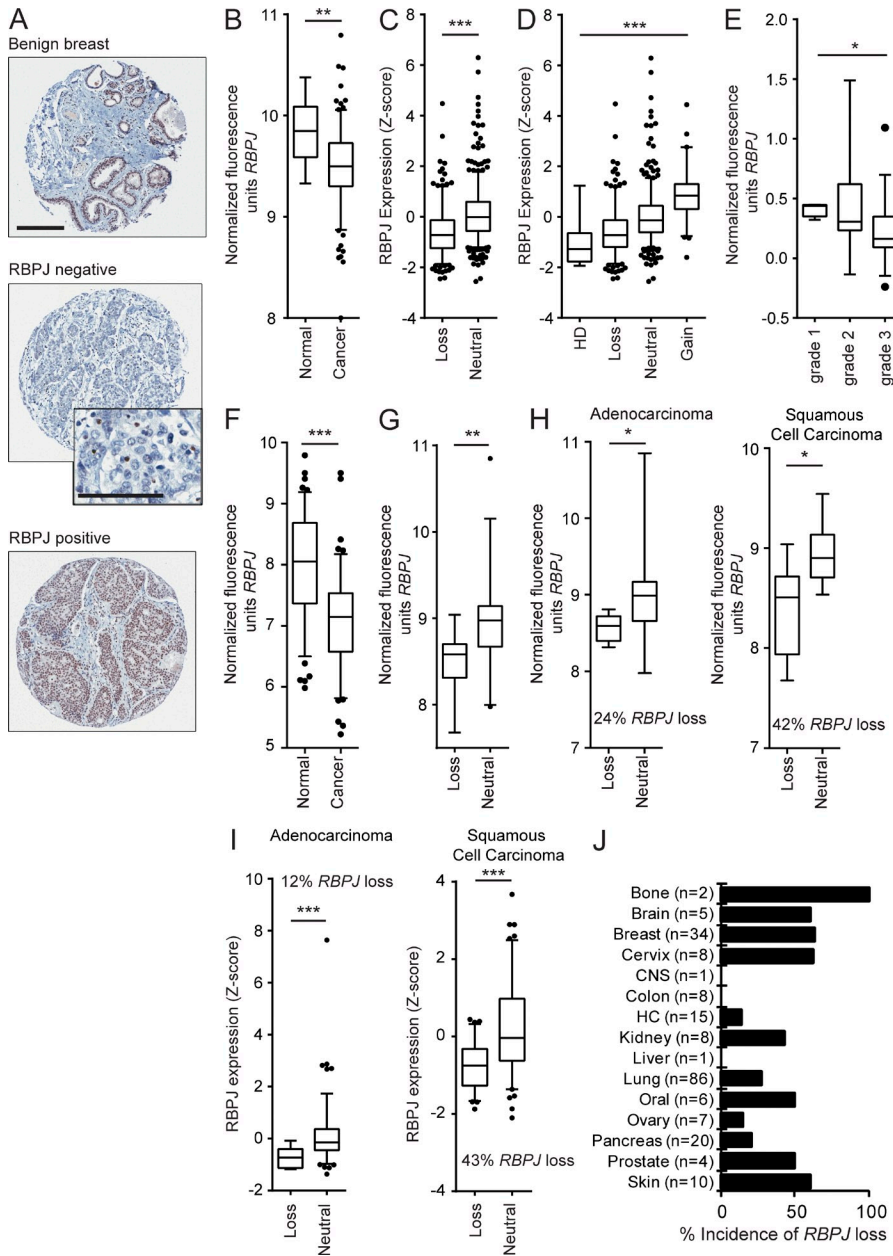 A
Benign breast
RBPJ negative
RBPJ positive
B
**
Normalized fluorescence
units RBPJ
11
10
9
8
Normal
Cancer
C
***
RBPJ Expression (Z-score)
8
6
4
2
0
-2
-4
Loss
Neutral
D
***
RBPJ Expression (Z-score)
8
6
4
2
0
-2
-4
HD
Loss
Neutral
Gain
E
*
Normalized fluorescence
units RBPJ
2.0
1.5
1.0
0.5
0.0
-0.5
grade 1
grade 2
grade 3
F
***
Normalized fluorescence
units RBPJ
10
9
8
7
6
5
Normal
Cancer
G
**
Normalized fluorescence
units RBPJ
11
10
9
8
Loss
Neutral
H
Adenocarcinoma
*
Normalized fluorescence
units RBPJ
11
10
9
8
7
24% RBPJ loss
Loss
Neutral
Squamous
Cell Carcinoma
*
Normalized fluorescence
units RBPJ
10
9
8
7
42% RBPJ loss
Loss
Neutral
I
Adenocarcinoma
12% RBPJ loss
***
RBPJ expression (Z-score)
10
8
6
4
2
-0
-2
Loss
Neutral
Squamous
Cell Carcinoma
***
RBPJ expression (Z-score)
4
2
0
-2
-4
43% RBPJ loss
Loss
Neutral
J
Bone (n=2)
Brain (n=5)
Breast (n=34)
Cervix (n=8)
CNS (n=1)
Colon (n=8)
HC (n=15)
Kidney (n=8)
Liver (n=1)
Lung (n=86)
Oral (n=6)
Ovary (n=7)
Pancreas (n=20)
Prostate (n=4)
Skin (n=10)
0
50
100
% Incidence of RBPJ loss